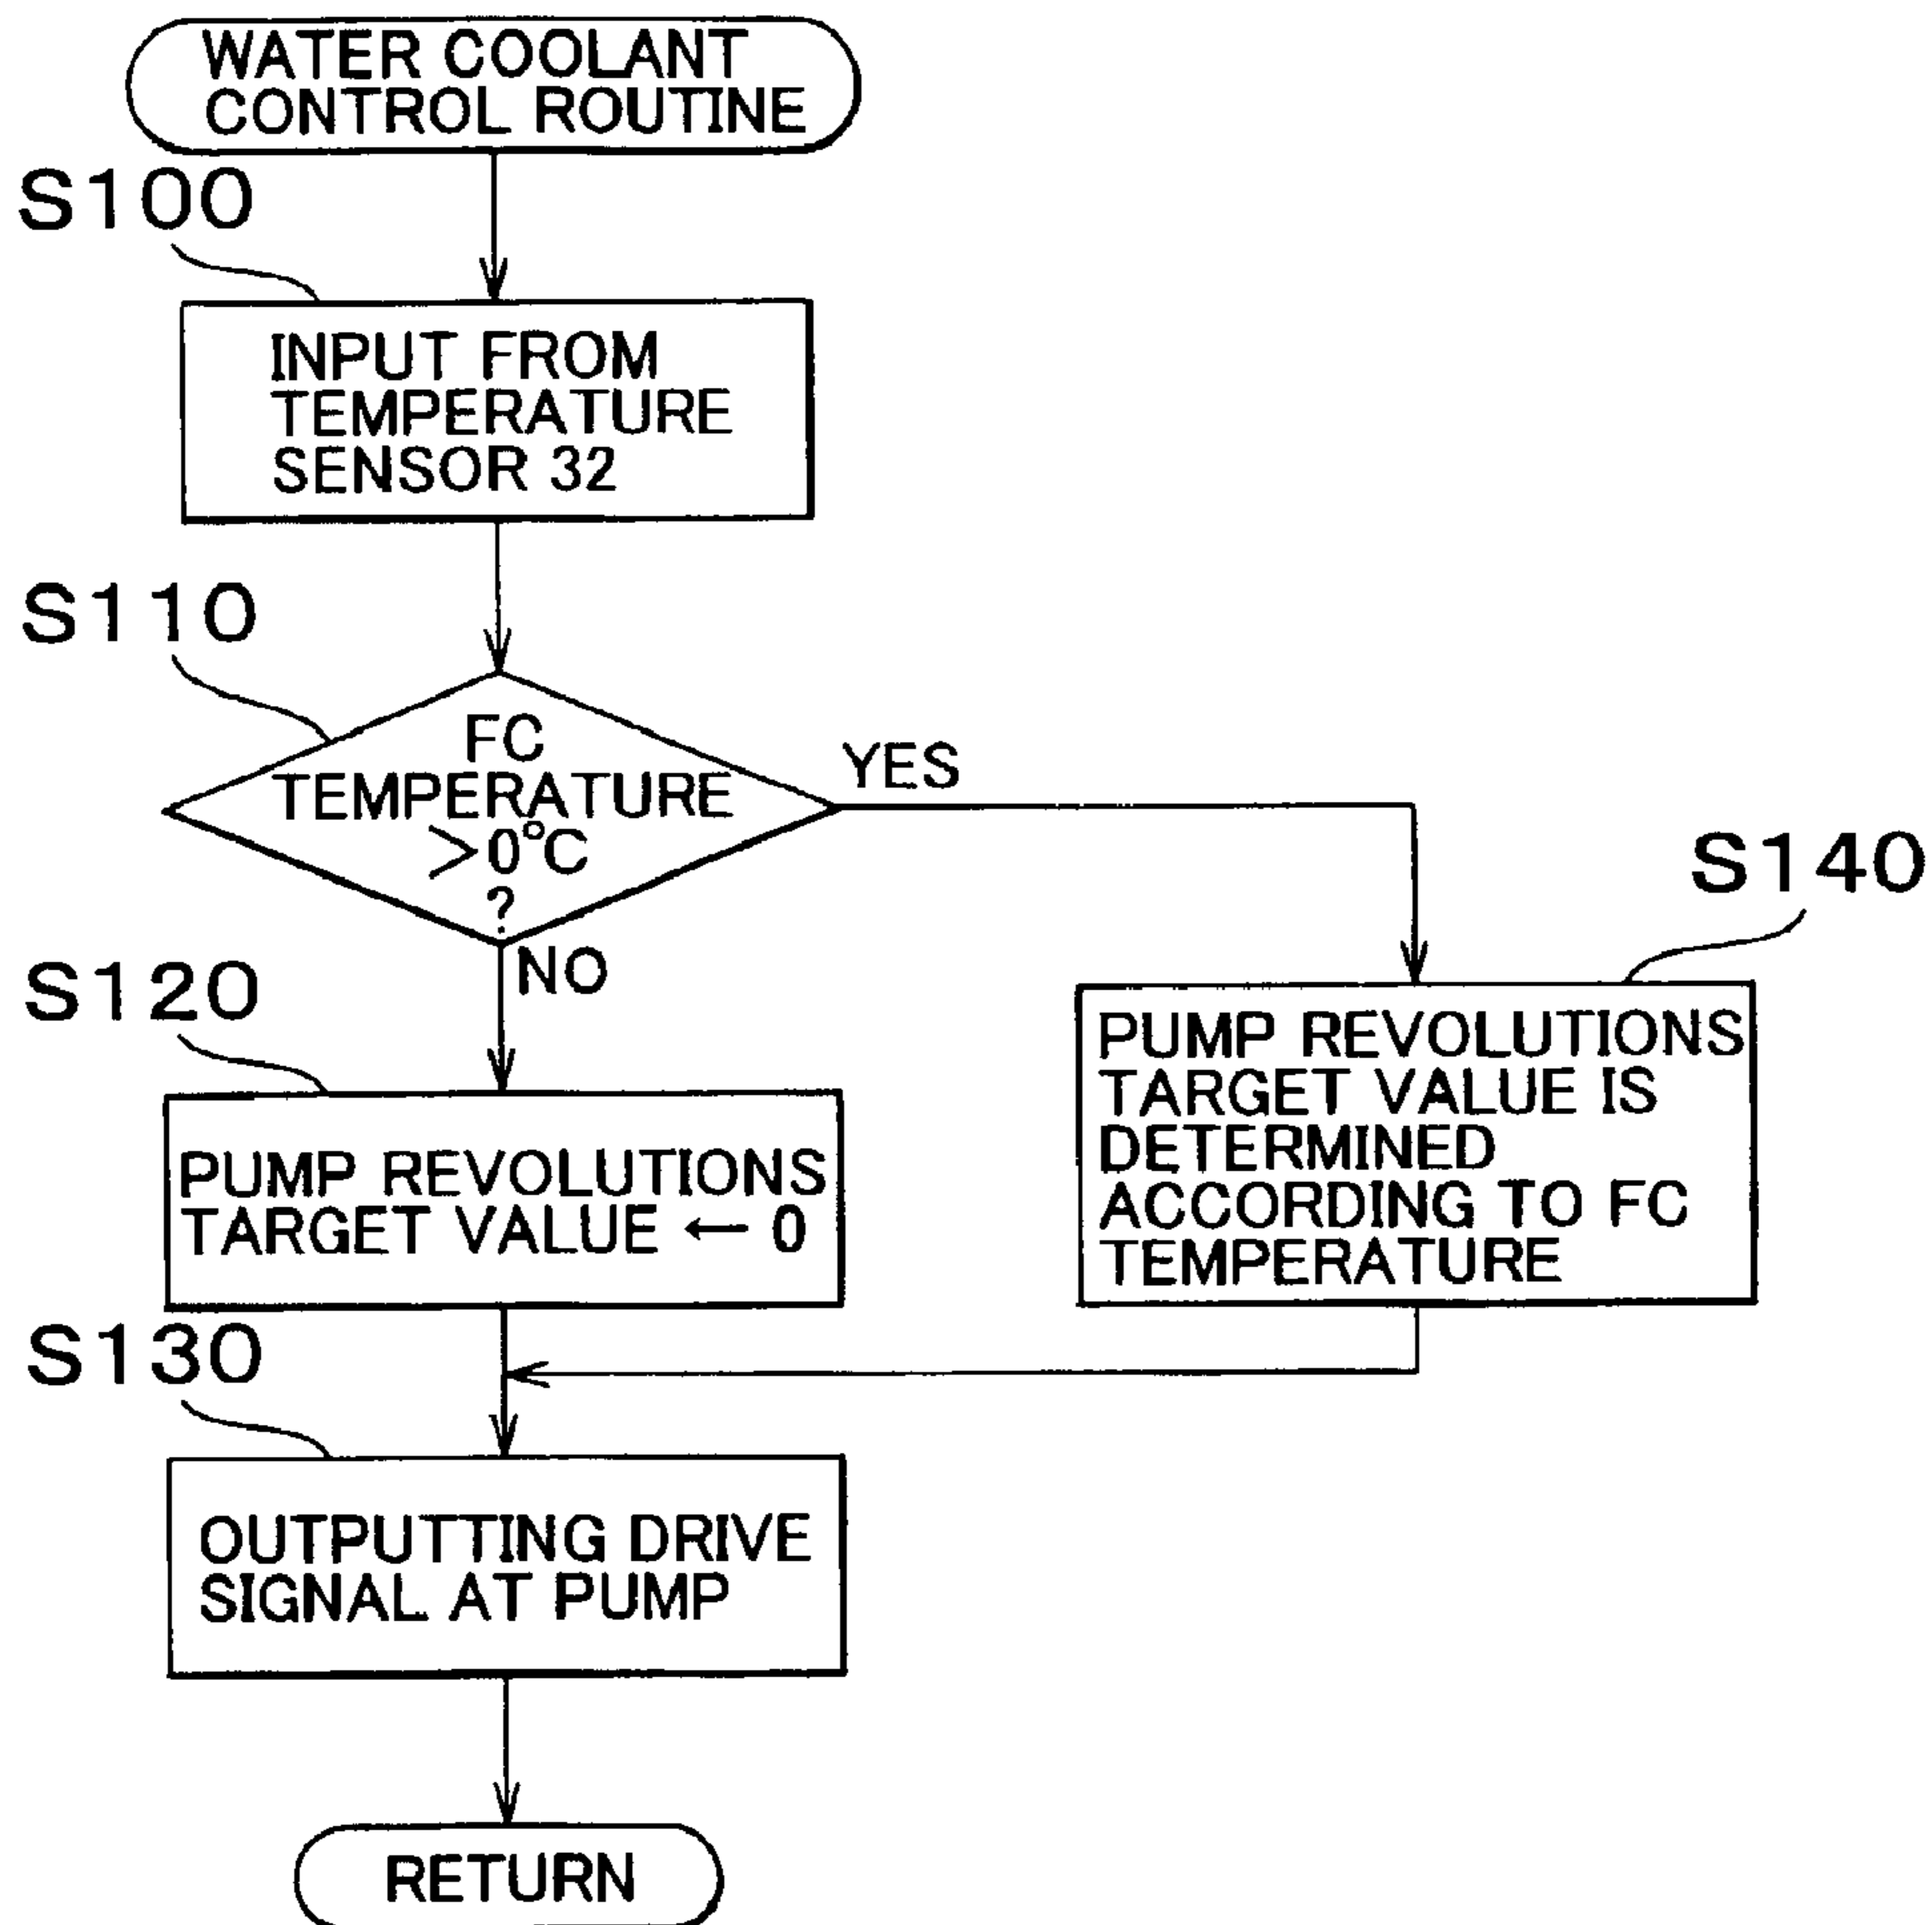 WATER COOLANT
CONTROL ROUTINE
S100
INPUT FROM
TEMPERATURE
SENSOR 32
S110
FC
TEMPERATURE
>0°C
?
YES
NO
S120
PUMP REVOLUTIONS
TARGET VALUE ← 0
S140
PUMP REVOLUTIONS
TARGET VALUE IS
DETERMINED
ACCORDING TO FC
TEMPERATURE
S130
OUTPUTTING DRIVE
SIGNAL AT PUMP
RETURN